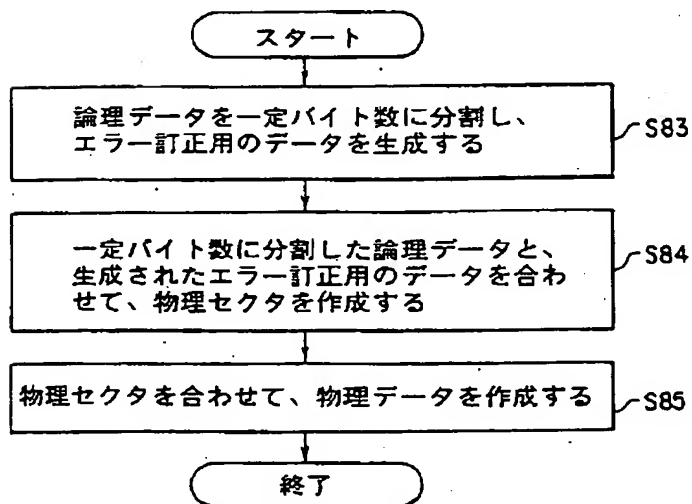 スタート
論理データを一定バイト数に分割し、
エラー訂正用のデータを生成する
S83
一定バイト数に分割した論理データと、
生成されたエラー訂正用のデータを合わ
せて、物理セクタを作成する
S84
物理セクタを合わせて、物理データを作成する
S85
終了